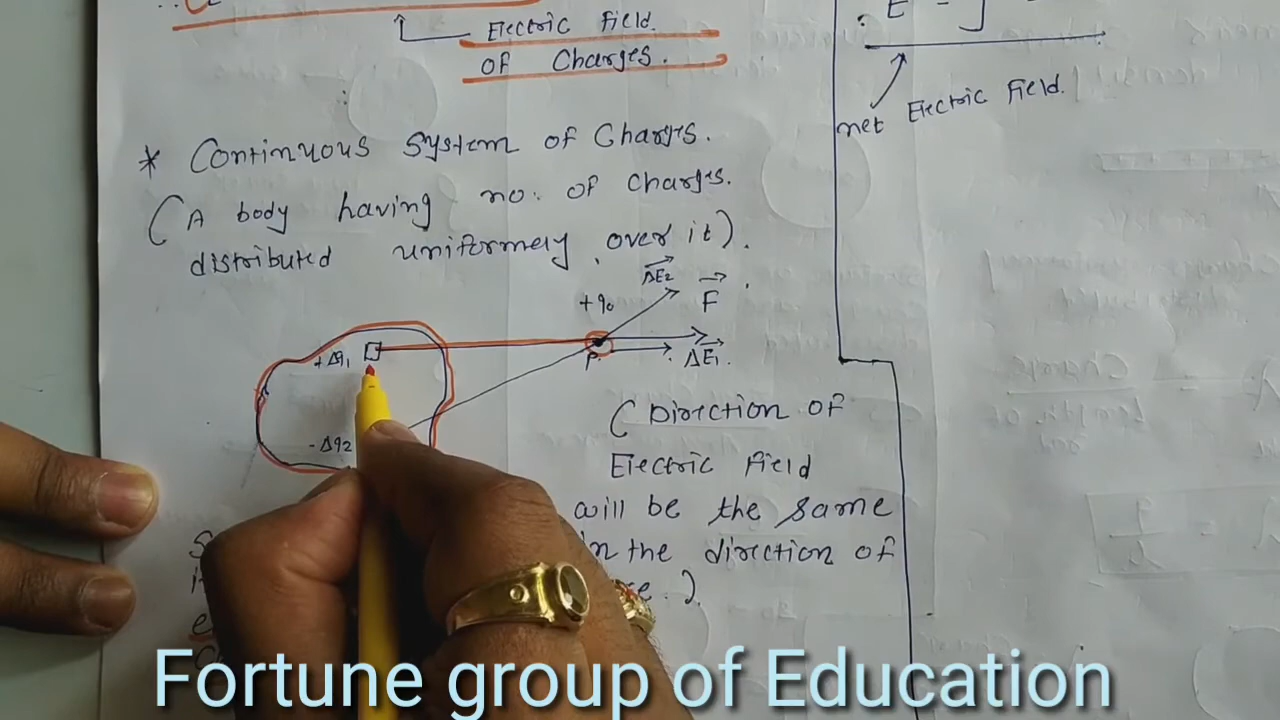 Electric Field.
OF Charges.
E = ∫
net Electric Field.
* Continuous System of Charges.
(A body having no. of charges.
distributed uniformely over it).
+q₀
ΔE₂
F
+Δq₁
P.
ΔE₁.
-Δq₂
( Direction of
Electric Field
will be the same
in the direction of
Fortune group of Education